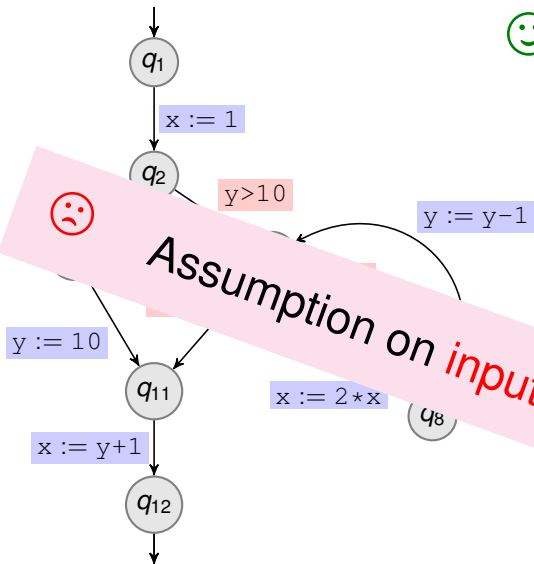 q1
x := 1
q2
y>10
y := y-1
Assumption on input
y := 10
q11
x := 2*x
q8
x := y+1
q12